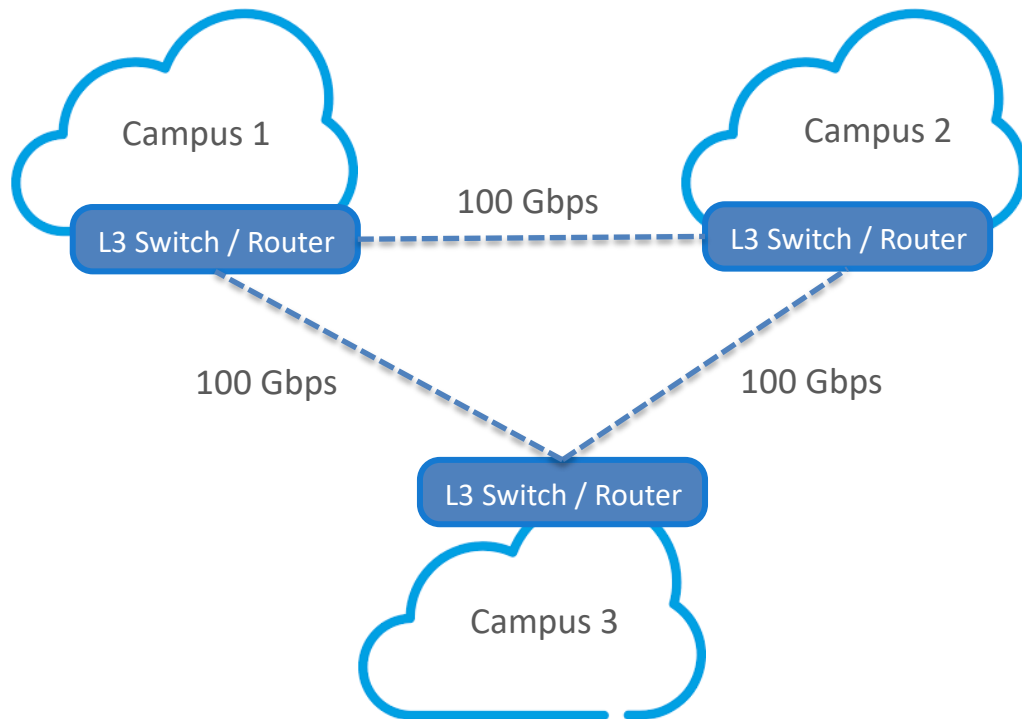 Campus 1
Campus 2
100 Gbps
L3 Switch / Router
L3 Switch / Router
100 Gbps
100 Gbps
L3 Switch / Router
Campus 3